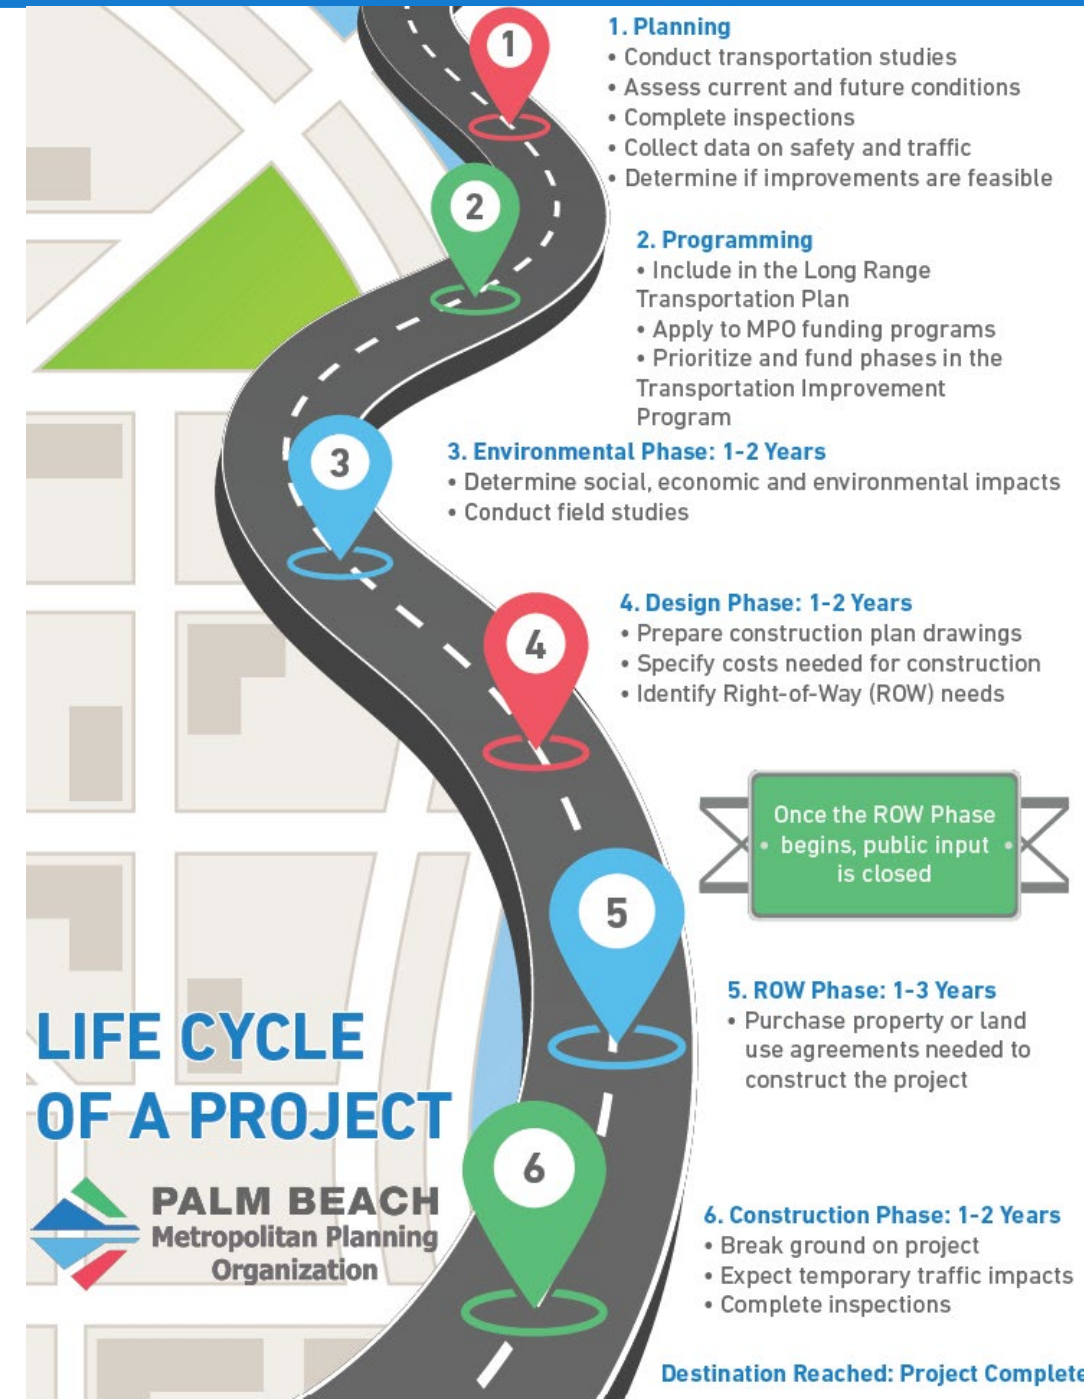 1
1. Planning
• Conduct transportation studies
• Assess current and future conditions
• Complete inspections
• Collect data on safety and traffic
• Determine if improvements are feasible
2
2. Programming
• Include in the Long Range
Transportation Plan
• Apply to MPO funding programs
• Prioritize and fund phases in the
Transportation Improvement
Program
3
3. Environmental Phase: 1-2 Years
• Determine social, economic and environmental impacts
• Conduct field studies
4
4. Design Phase: 1-2 Years
• Prepare construction plan drawings
• Specify costs needed for construction
• Identify Right-of-Way (ROW) needs
Once the ROW Phase
begins, public input
is closed
5
5. ROW Phase: 1-3 Years
• Purchase property or land
use agreements needed to
construct the project
LIFE CYCLE
OF A PROJECT
PALM BEACH
Metropolitan Planning
Organization
6
6. Construction Phase: 1-2 Years
• Break ground on project
• Expect temporary traffic impacts
• Complete inspections
Destination Reached: Project Complete